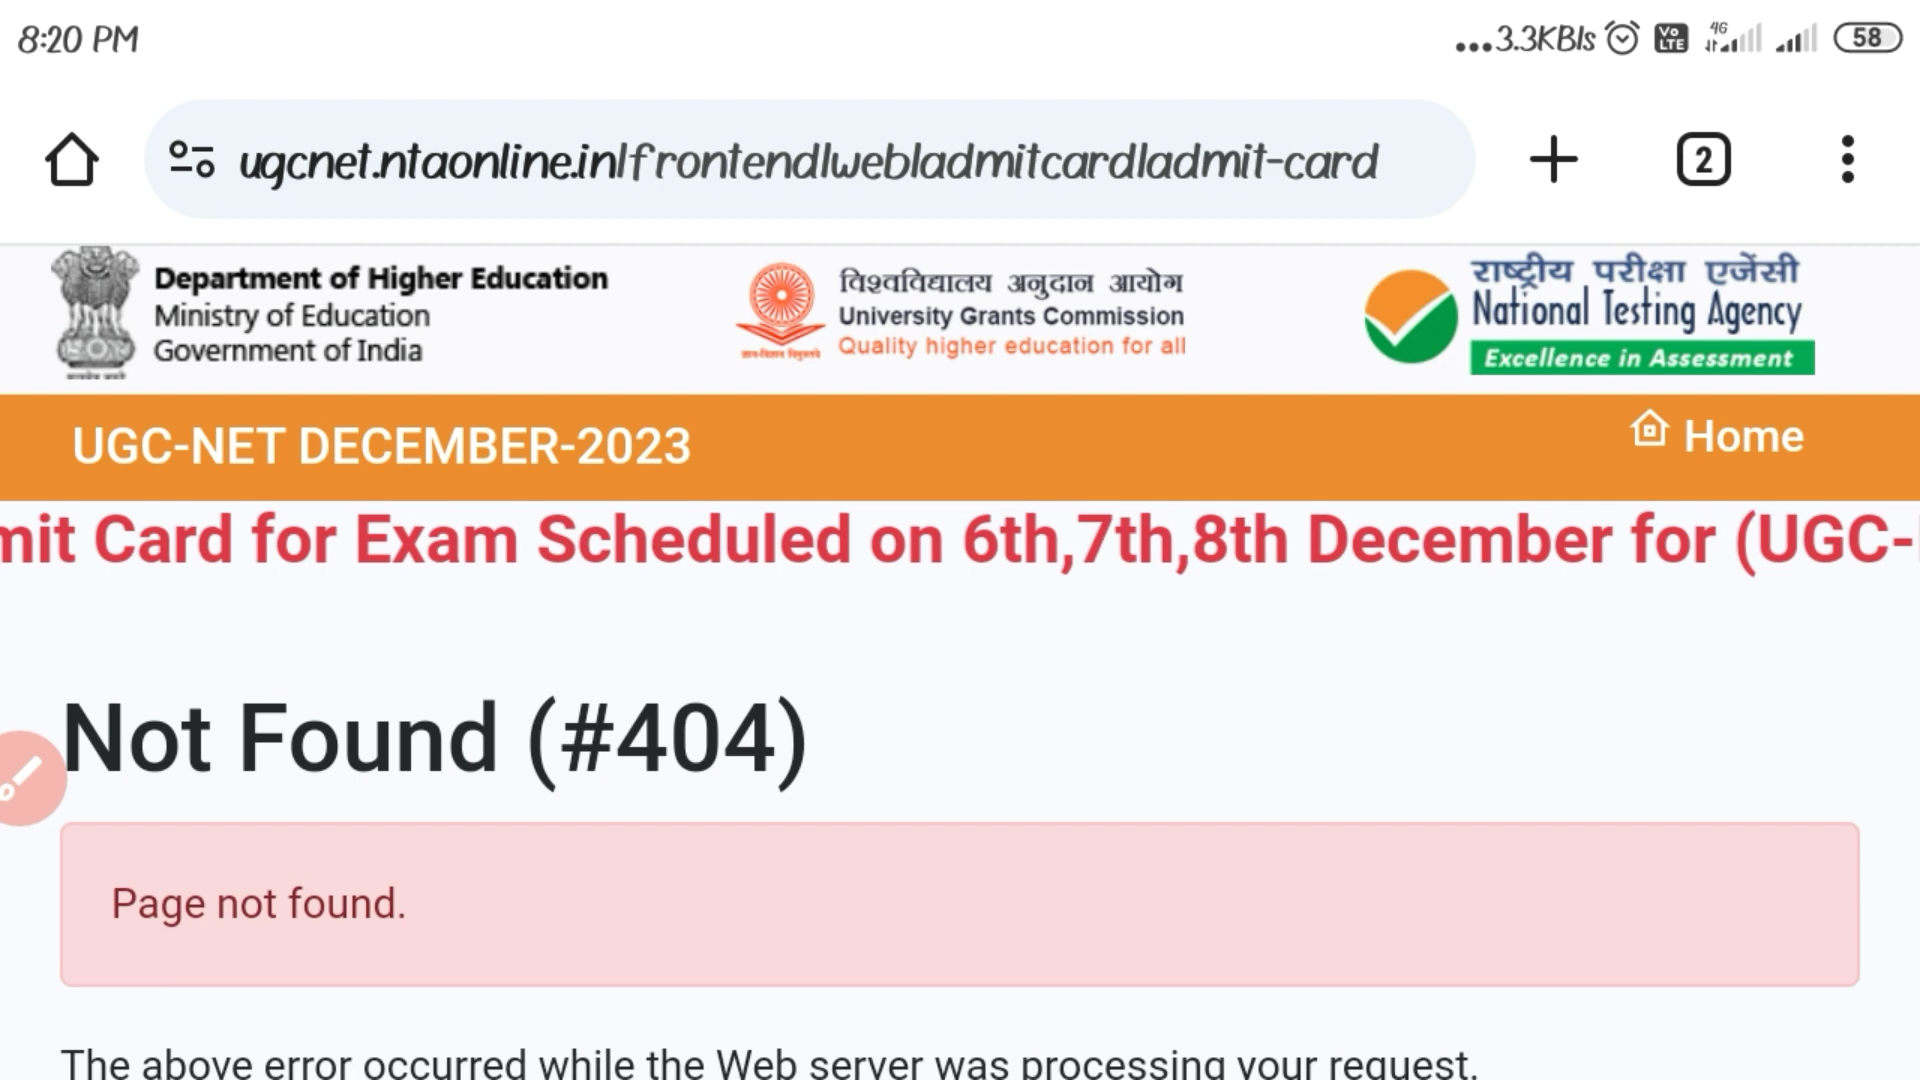 8:20 PM
...3.3KB/s
Vo LTE
4G
58
ugcnet.ntaonline.in/frontend/web/admitcard/admit-card
2
Department of Higher Education
Ministry of Education
Government of India
विश्वविद्यालय अनुदान आयोग
University Grants Commission
Quality higher education for all
राष्ट्रीय परीक्षा एजेंसी
National Testing Agency
Excellence in Assessment
UGC-NET DECEMBER-2023
Home
mit Card for Exam Scheduled on 6th,7th,8th December for (UGC-
Not Found (#404)
Page not found.
The above error occurred while the Web server was processing your request.